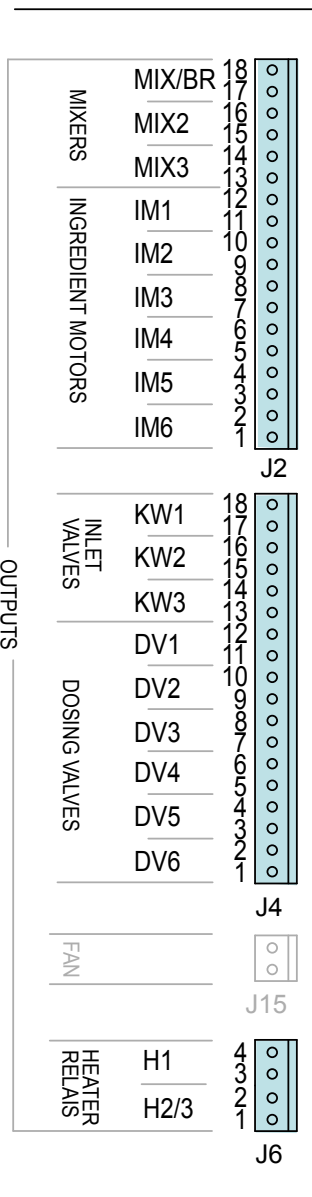 OUTPUTS
MIXERS
MIX/BR 18
17
MIX2 16
15
MIX3 14
13
INGREDIENT MOTORS
IM1 12
11
IM2 10
9
IM3 8
7
IM4 6
5
IM5 4
3
IM6 2
1
J2
INLET
VALVES
KW1 18
17
KW2 16
15
KW3 14
13
DOSING VALVES
DV1 12
11
DV2 10
9
DV3 8
7
DV4 6
5
DV5 4
3
DV6 2
1
J4
FAN
J15
HEATER
RELAIS
H1 4
3
H2/3 2
1
J6